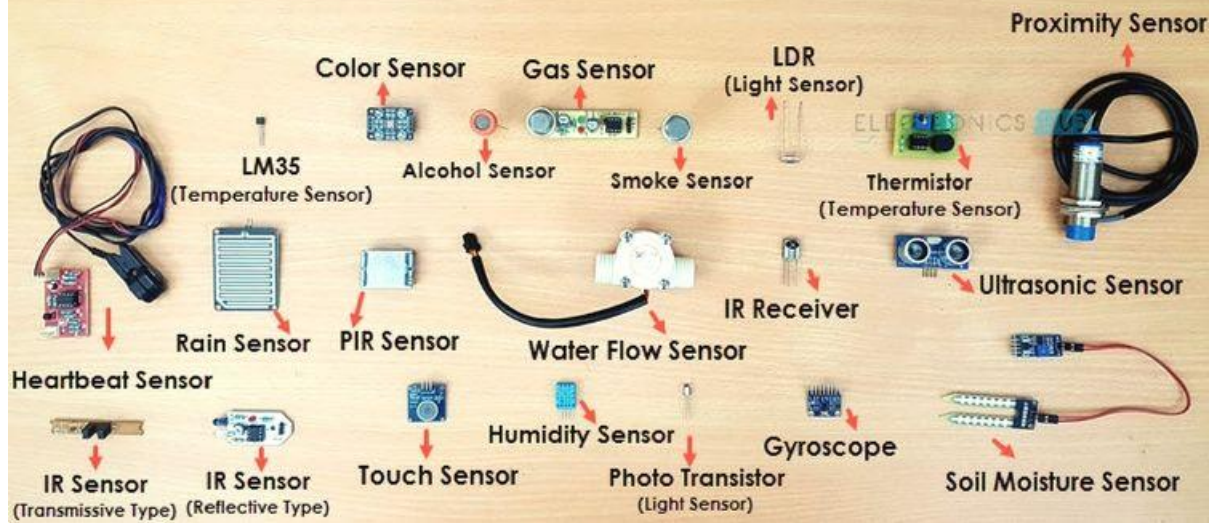 Proximity Sensor
Color Sensor
Gas Sensor
LDR
(Light Sensor)
ELECTRONICS HUB
LM35
(Temperature Sensor)
Alcohol Sensor
Smoke Sensor
Thermistor
(Temperature Sensor)
Rain Sensor
PIR Sensor
Water Flow Sensor
IR Receiver
Ultrasonic Sensor
Heartbeat Sensor
IR Sensor
(Transmissive Type)
IR Sensor
(Reflective Type)
Touch Sensor
Humidity Sensor
Photo Transistor
(Light Sensor)
Gyroscope
Soil Moisture Sensor